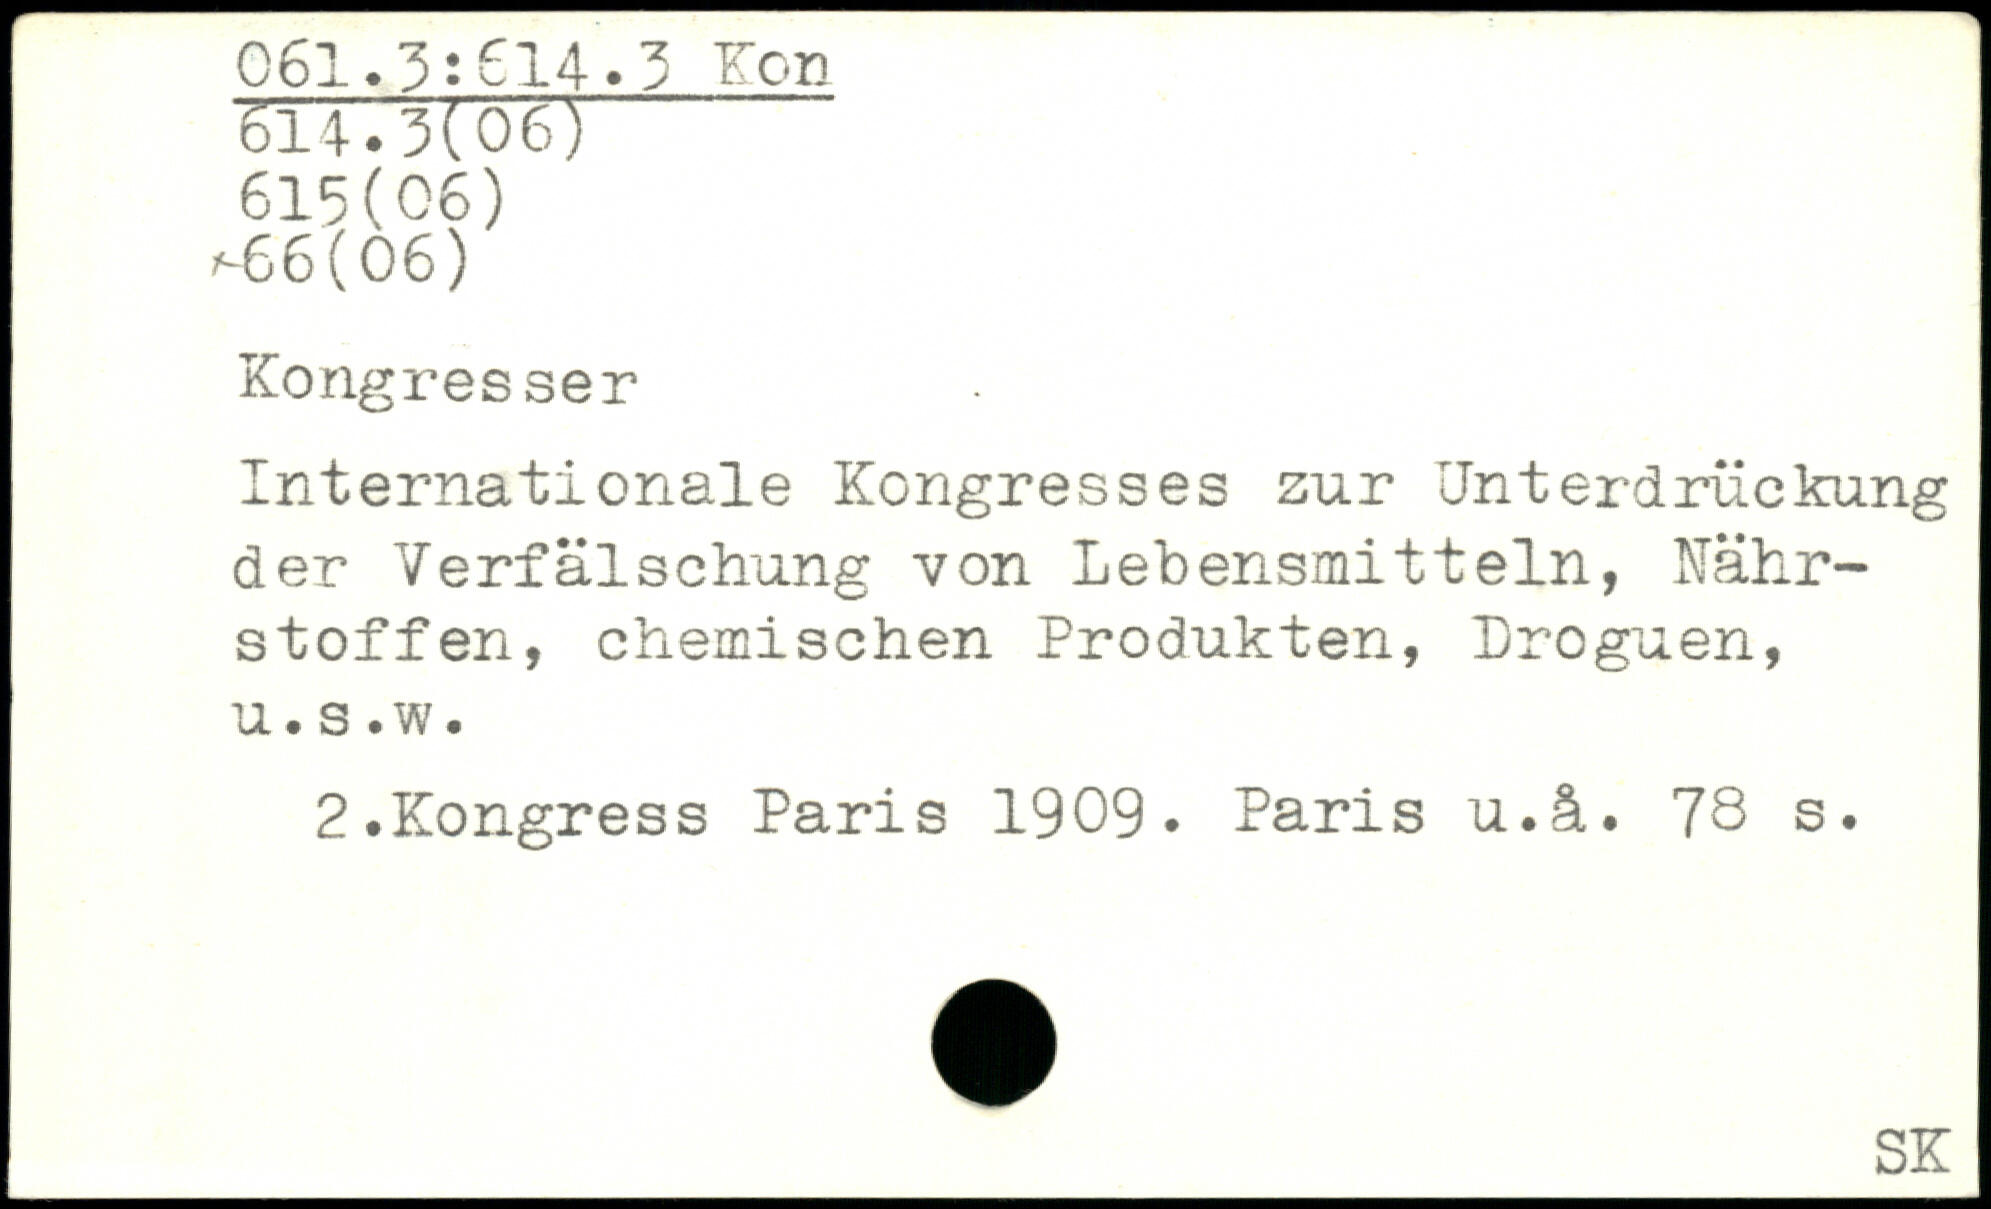 061.3:614.3 Kon
614.3(06)
615(06)
×66(06)
Kongresser
Internationale Kongresses zur Unterdrückung
der Verfälschung von Lebensmitteln, Nähr-
stoffen, chemischen Produkten, Droguen,
u.s.w.
2.Kongress Paris 1909. Paris u.å. 78 s.
SK